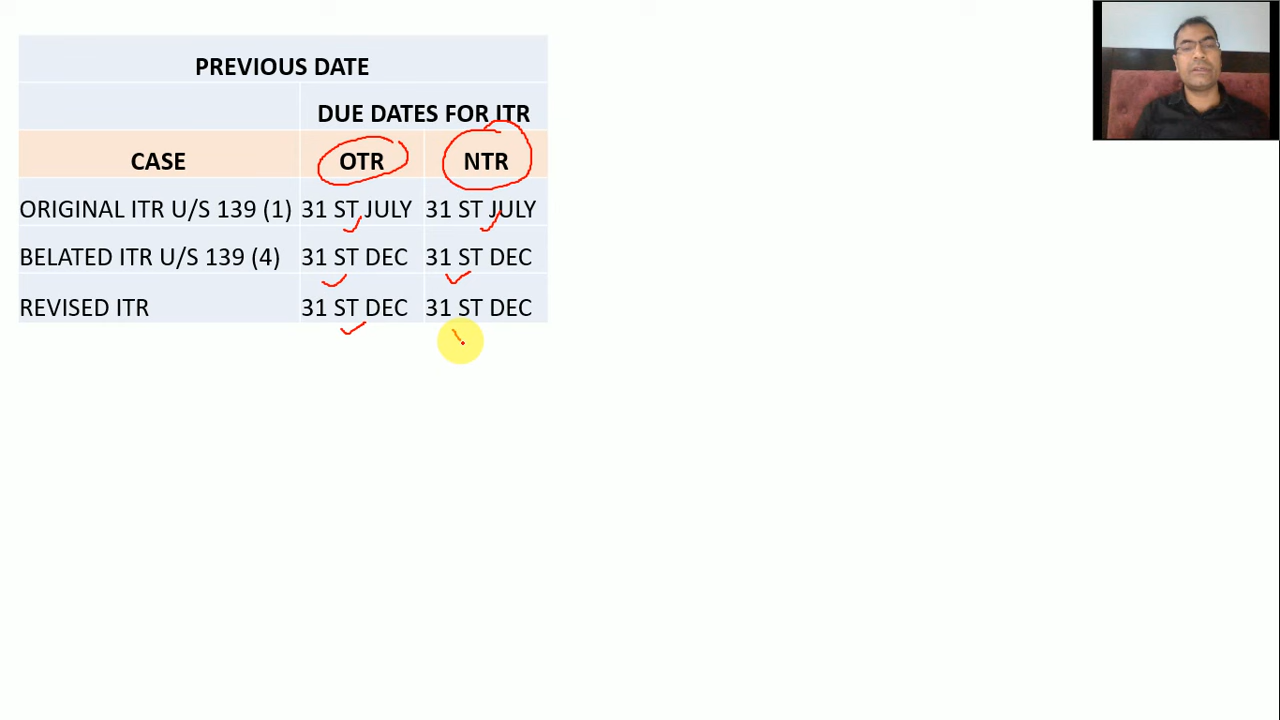 PREVIOUS DATE
DUE DATES FOR ITR
CASE OTR NTR
ORIGINAL ITR U/S 139 (1) 31 ST JULY 31 ST JULY
BELATED ITR U/S 139 (4) 31 ST DEC 31 ST DEC
REVISED ITR 31 ST DEC 31 ST DEC